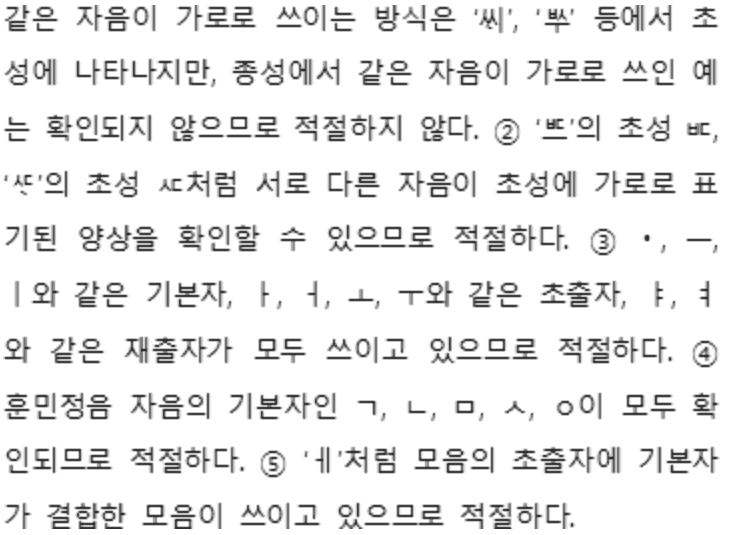 같은 자음이 가로로 쓰이는 방식은 ‘씨’, ‘뿌’ 등에서 초
성에 나타나지만, 종성에서 같은 자음이 가로로 쓰인 예
는 확인되지 않으므로 적절하지 않다. ② ‘ᄠᅳ’의 초성 ㅳ,
‘ᄯᆞ’의 초성 ㅼ처럼 서로 다른 자음이 초성에 가로로 표
기된 양상을 확인할 수 있으므로 적절하다. ③ ㆍ, ㅡ,
ㅣ와 같은 기본자, ㅏ, ㅓ, ㅗ, ㅜ와 같은 초출자, ㅑ, ㅕ
와 같은 재출자가 모두 쓰이고 있으므로 적절하다. ④
훈민정음 자음의 기본자인 ㄱ, ㄴ, ㅁ, ㅅ, ㅇ이 모두 확
인되므로 적절하다. ⑤ ‘ㅔ’처럼 모음의 초출자에 기본자
가 결합한 모음이 쓰이고 있으므로 적절하다.